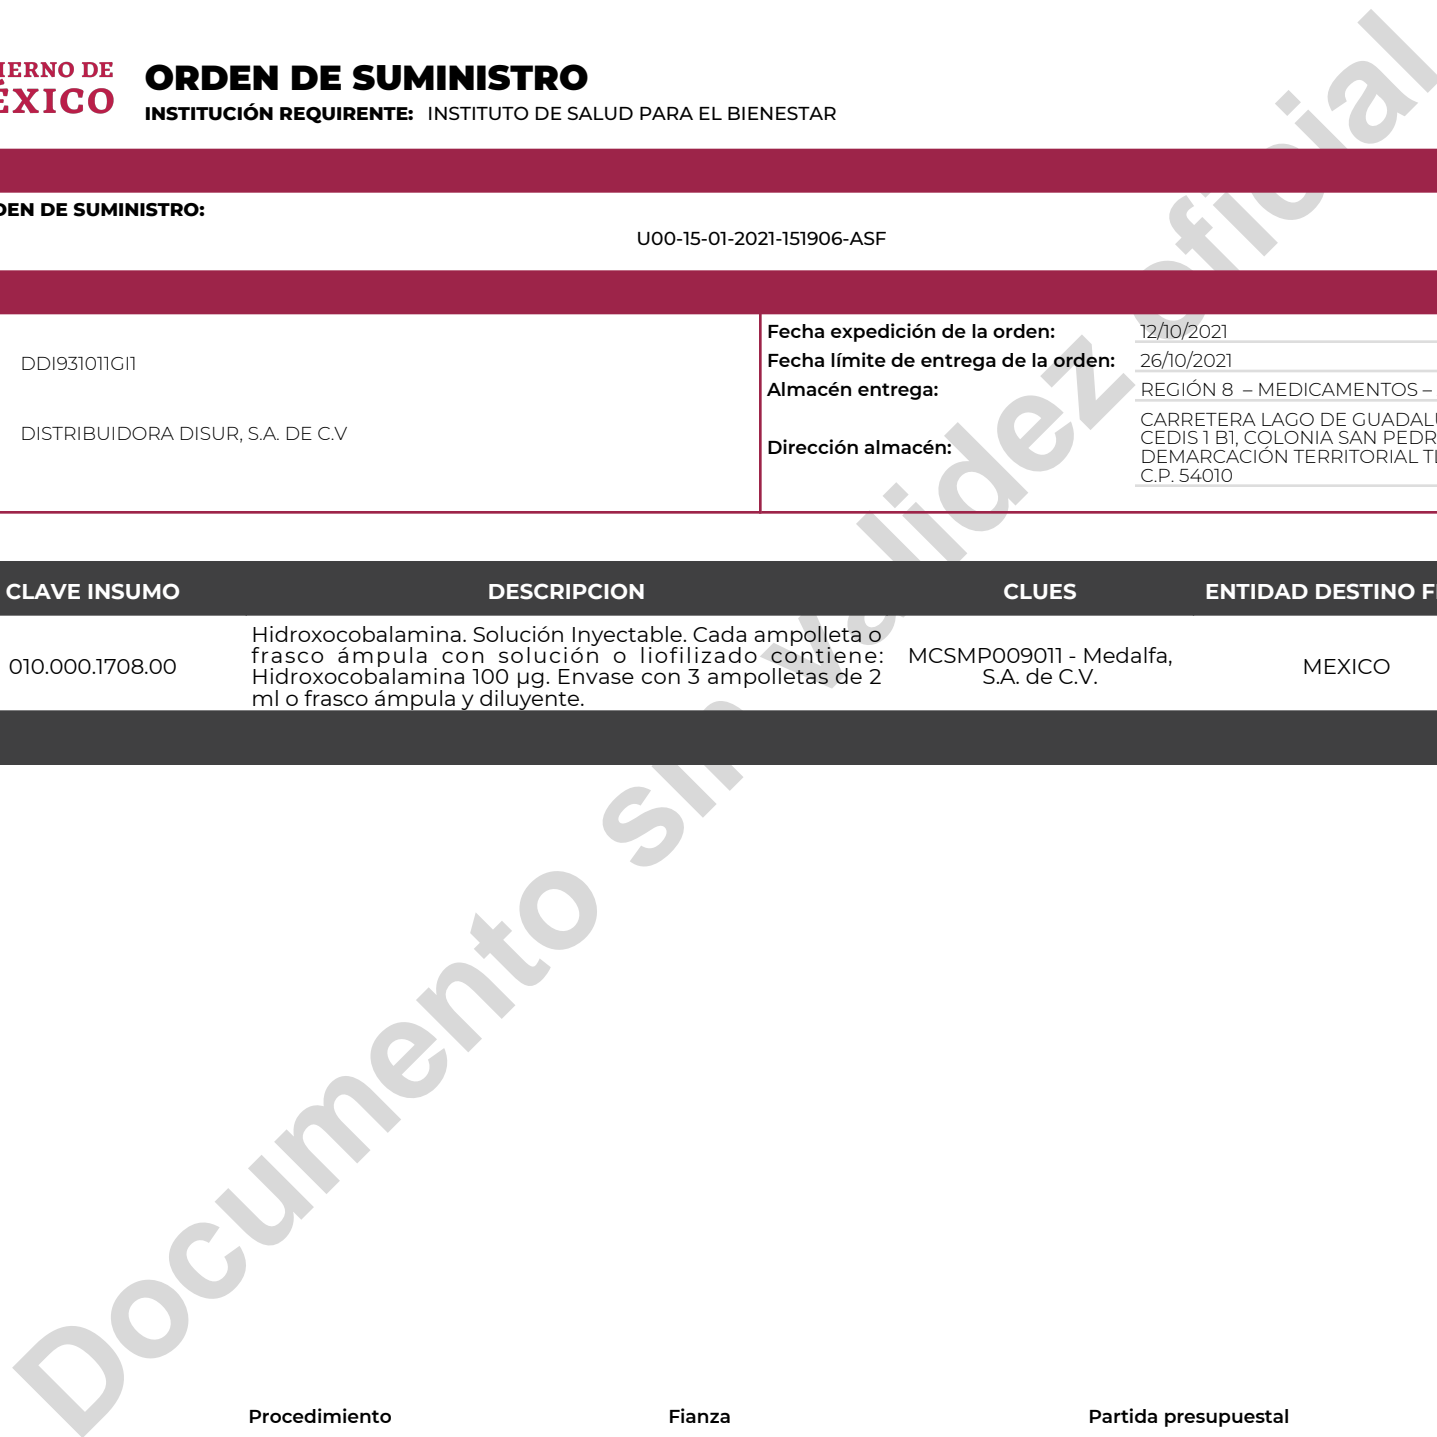 IERNO DE
ÉXICO
ORDEN DE SUMINISTRO
INSTITUCIÓN REQUIRENTE: INSTITUTO DE SALUD PARA EL BIENESTAR
DEN DE SUMINISTRO:
U00-15-01-2021-151906-ASF
DDI931011GI1
DISTRIBUIDORA DISUR, S.A. DE C.V
Fecha expedición de la orden: 12/10/2021
Fecha límite de entrega de la orden: 26/10/2021
Almacén entrega: REGIÓN 8 – MEDICAMENTOS –
Dirección almacén:
CARRETERA LAGO DE GUADALU
CEDIS 1 B1, COLONIA SAN PEDR
DEMARCACIÓN TERRITORIAL TL
C.P. 54010
CLAVE INSUMO DESCRIPCION CLUES ENTIDAD DESTINO FI
010.000.1708.00
Hidroxocobalamina. Solución Inyectable. Cada ampolleta o
frasco ámpula con solución o liofilizado contiene:
Hidroxocobalamina 100 µg. Envase con 3 ampolletas de 2
ml o frasco ámpula y diluyente.
MCSMP009011 - Medalfa,
S.A. de C.V.
MEXICO
Documento sin validez oficial
Procedimiento Fianza Partida presupuestal